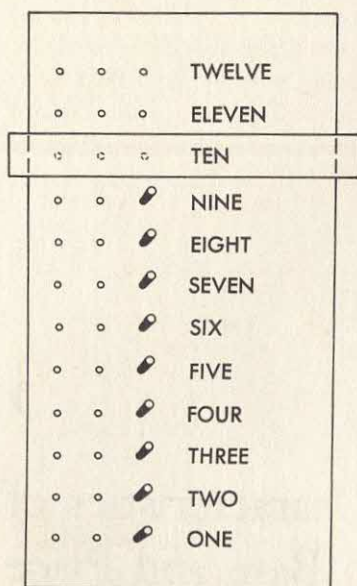 TWELVE
ELEVEN
TEN
NINE
EIGHT
SEVEN
SIX
FIVE
FOUR
THREE
TWO
ONE